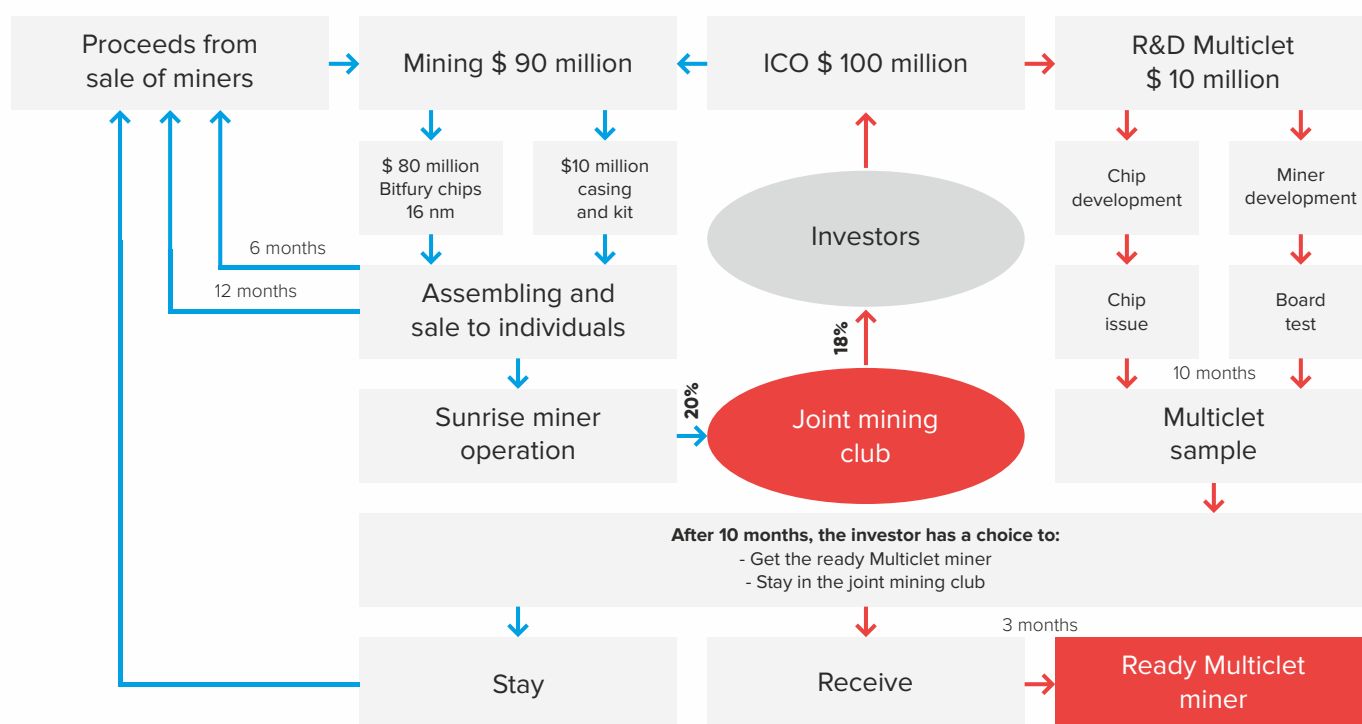 Proceeds from
sale of miners
Mining $ 90 million
ICO $ 100 million
R&D Multiclet
$ 10 million
$ 80 million
Bitfury chips
16 nm
$10 million
casing
and kit
Investors
Chip
development
Miner
development
6 months
12 months
Assembling and
sale to individuals
18%
Chip
issue
Board
test
10 months
Sunrise miner
operation
20%
Joint mining
club
Multiclet
sample
After 10 months, the investor has a choice to:
- Get the ready Multiclet miner
- Stay in the joint mining club
3 months
Stay
Receive
Ready Multiclet
miner